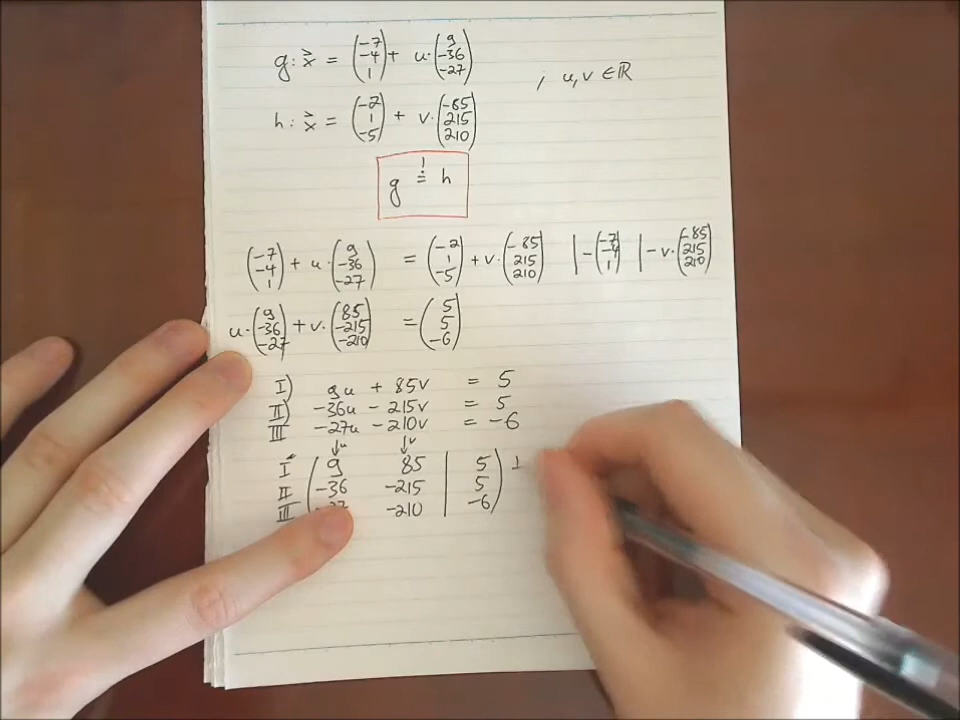 g: x⃗ = (-7 -4 1) + u· (9 -36 -27)
; u, v ∈ ℝ
h: x⃗ = (-2 1 -5) + v· (-85 215 210)
g ≐! h
(-7 -4 1) + u· (9 -36 -27) = (-2 1 -5) + v· (-85 215 210) | -(-7 -4 1) | -v· (-85 215 210)
u· (9 -36 -27) + v· (85 -215 -210) = (5 5 -6)
I) 9u + 85v = 5
II) -36u - 215v = 5
III -27u - 210v = -6
↓u ↓v
I 9 85 | 5
II -36 -215 | 5
III -210 | -6